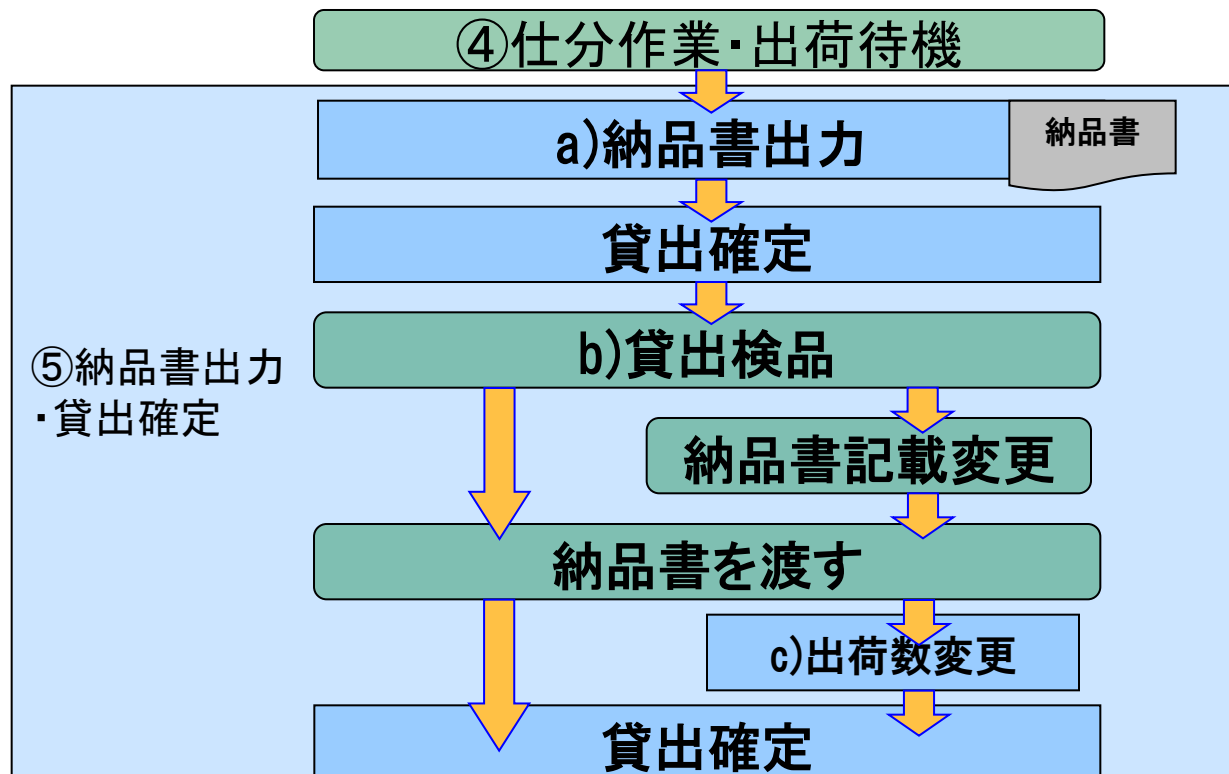 ④仕分作業・出荷待機
a)納品書出力
納品書
貸出確定
b)貸出検品
⑤納品書出力
・貸出確定
納品書記載変更
納品書を渡す
c)出荷数変更
貸出確定